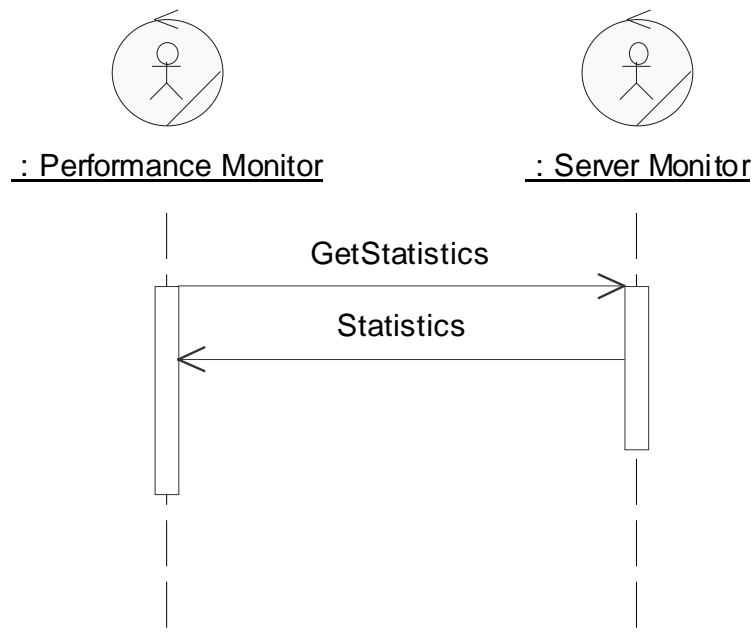 : Performance Monitor
: Server Monitor
GetStatistics
Statistics